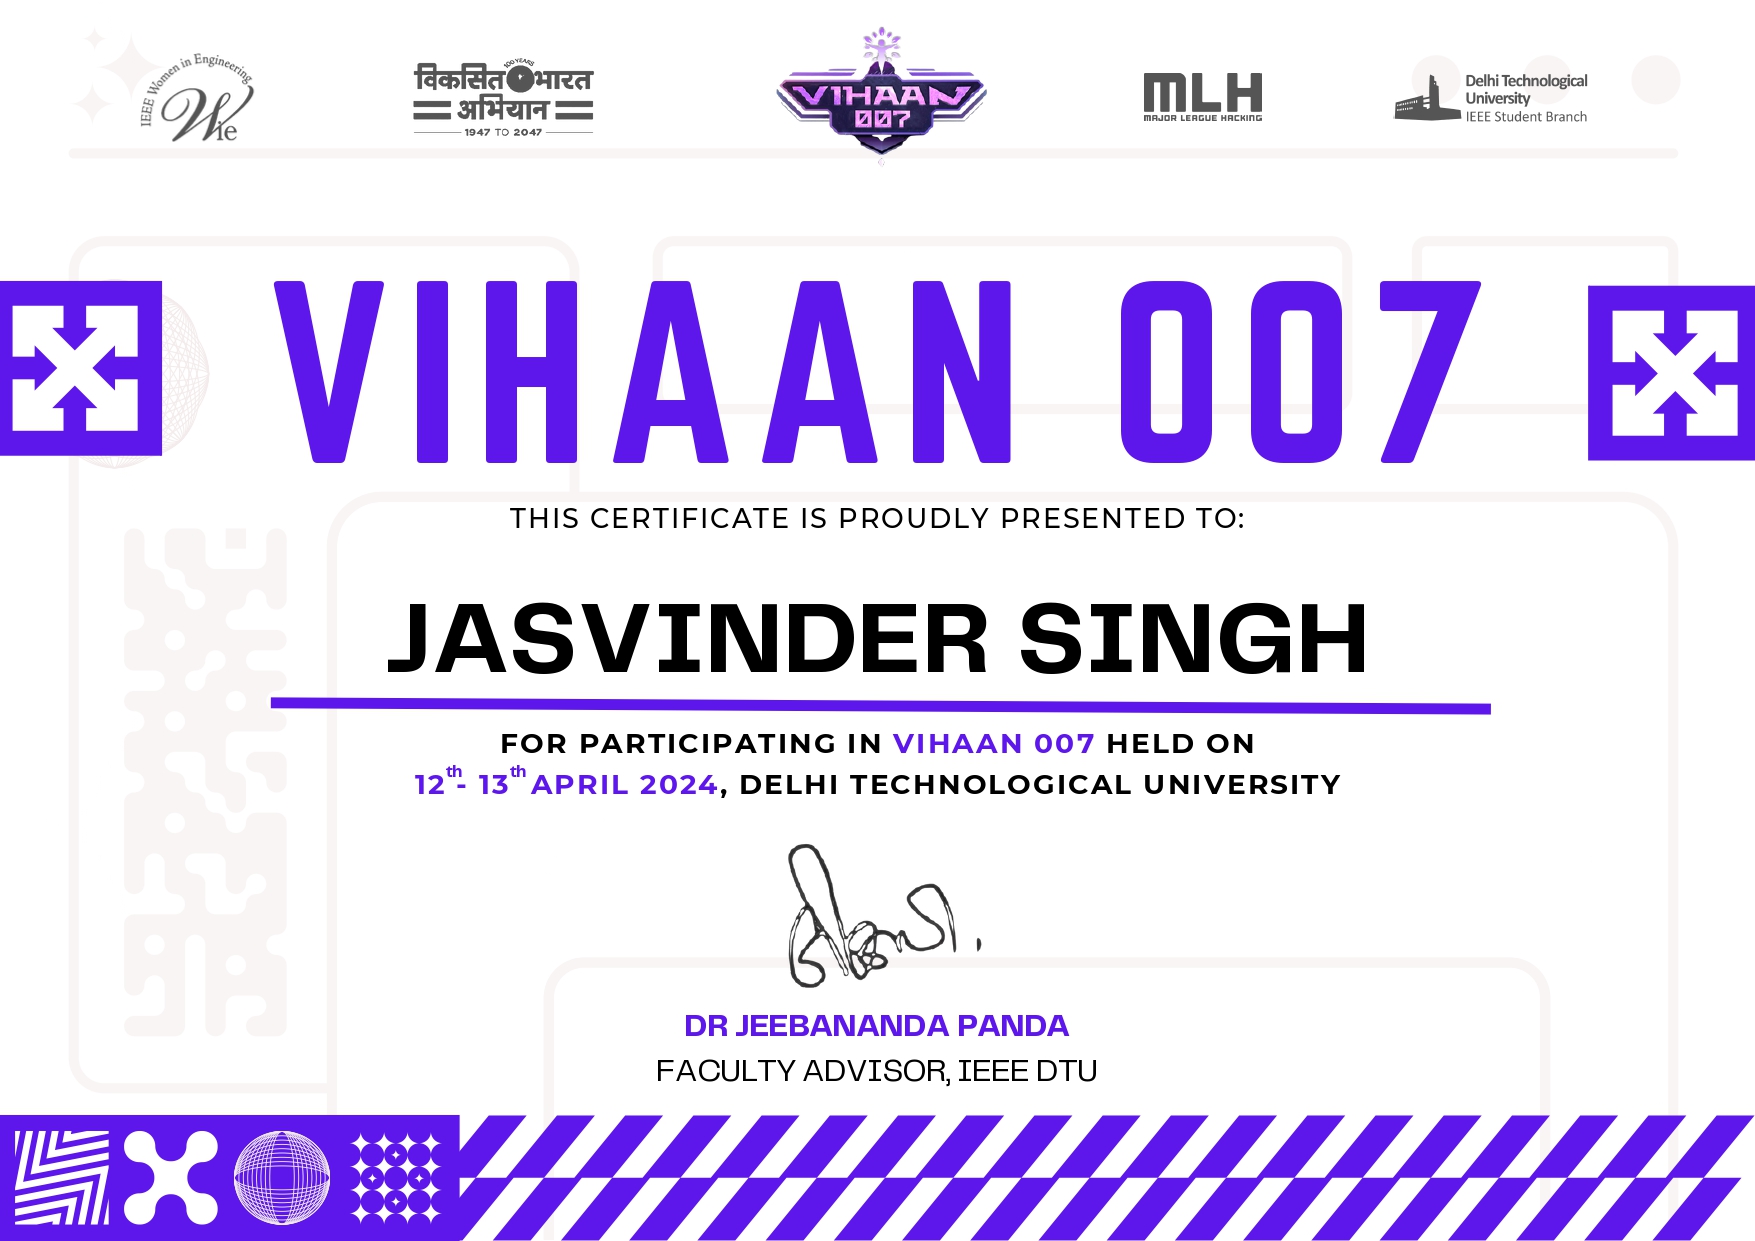 IEEE Women in Engineering
Wie
100 YEARS
विकसित भारत
अभियान
1947 TO 2047
VIHAAN
007
MLH
MAJOR LEAGUE HACKING
Delhi Technological
University
IEEE Student Branch
VIHAAN 007
THIS CERTIFICATE IS PROUDLY PRESENTED TO:
JASVINDER SINGH
FOR PARTICIPATING IN VIHAAN 007 HELD ON
12th- 13th APRIL 2024, DELHI TECHNOLOGICAL UNIVERSITY
DR JEEBANANDA PANDA
FACULTY ADVISOR, IEEE DTU